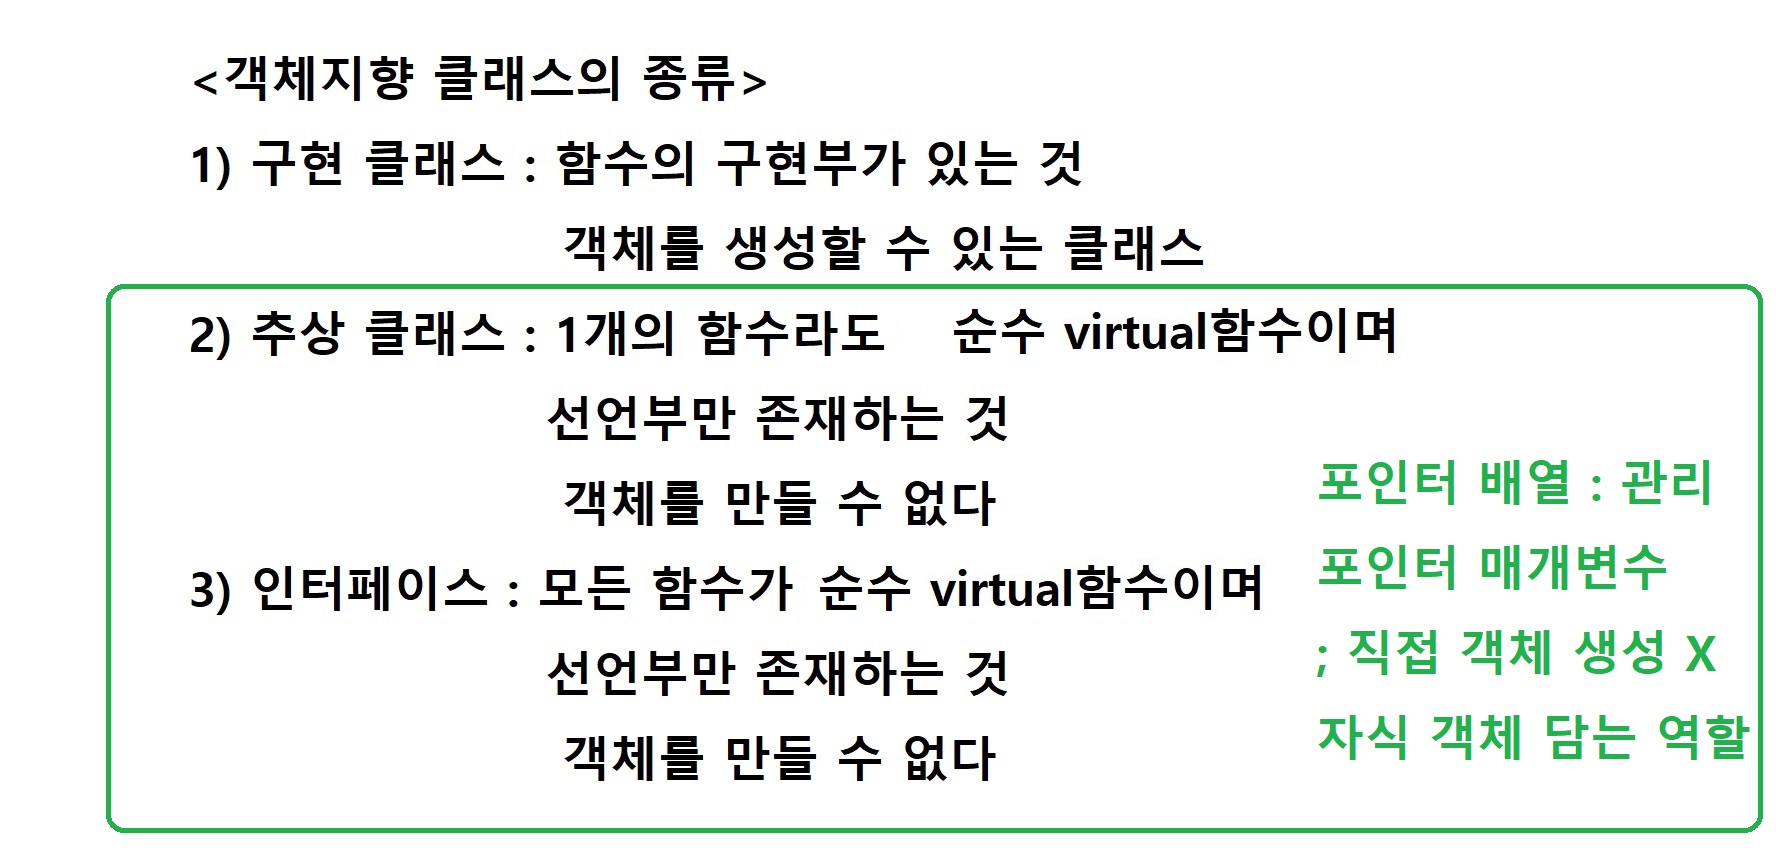 <객체지향 클래스의 종류>
1) 구현 클래스 : 함수의 구현부가 있는 것
객체를 생성할 수 있는 클래스
2) 추상 클래스 : 1개의 함수라도 순수 virtual함수이며
선언부만 존재하는 것
객체를 만들 수 없다
3) 인터페이스 : 모든 함수가 순수 virtual함수이며
선언부만 존재하는 것
객체를 만들 수 없다
포인터 배열 : 관리
포인터 매개변수
; 직접 객체 생성 X
자식 객체 담는 역할